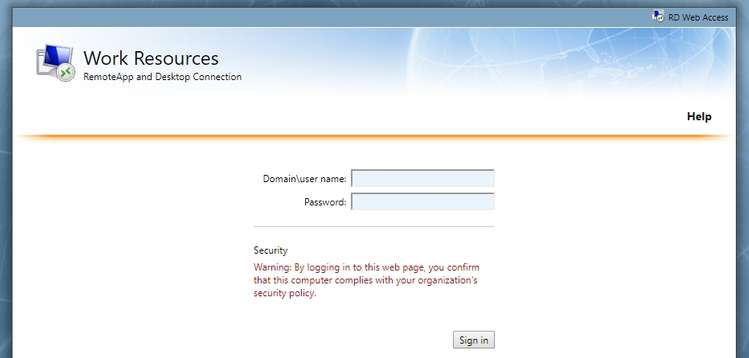 RD Web Access
Work Resources
RemoteApp and Desktop Connection
Help
Domain\user name:
Password:
Security
Warning: By logging in to this web page, you confirm
that this computer complies with your organization's
security policy.
Sign in